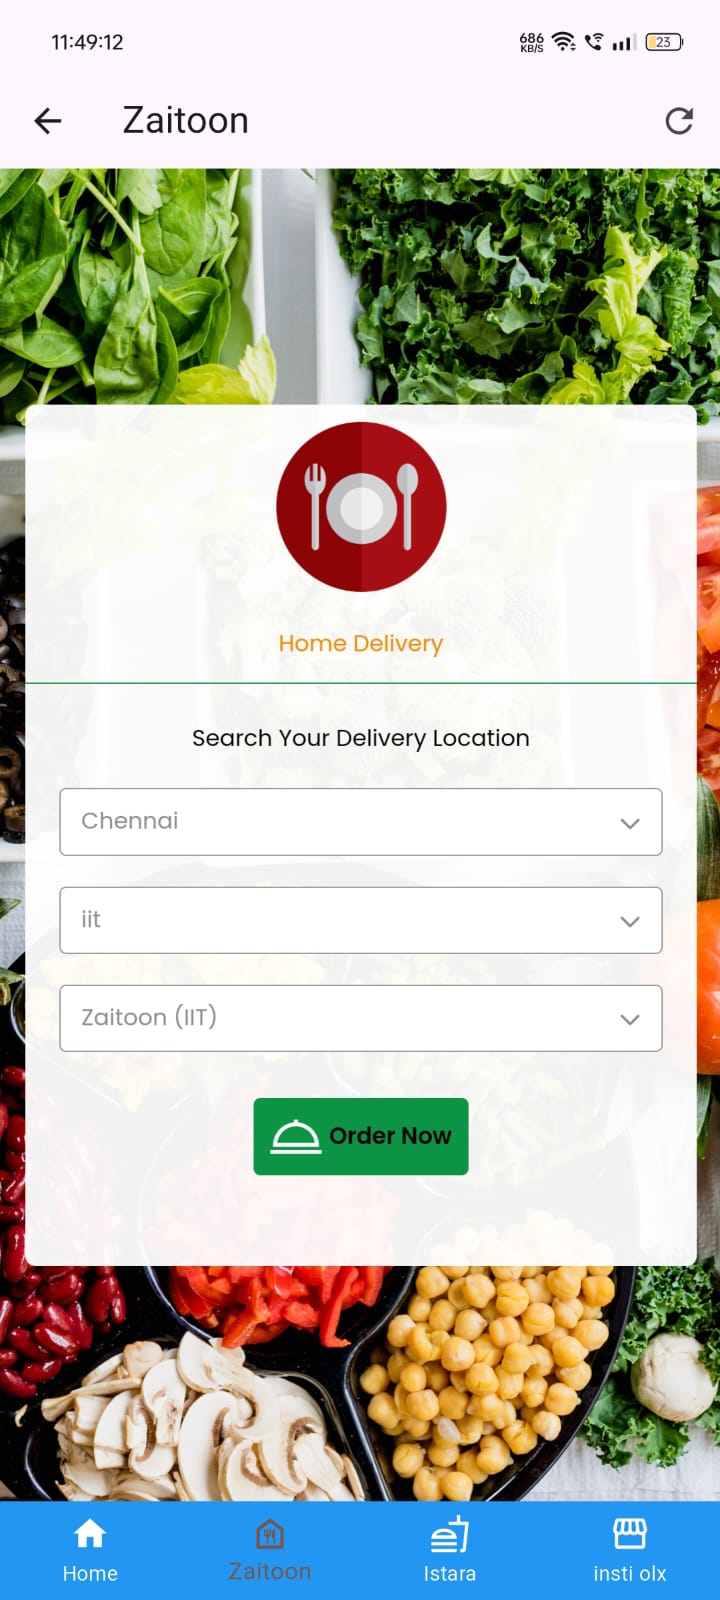 11:49:12
686
KB/S
23
Zaitoon
Home Delivery
Search Your Delivery Location
Chennai
iit
Zaitoon (IIT)
Order Now
Home
Zaitoon
Istara
insti olx